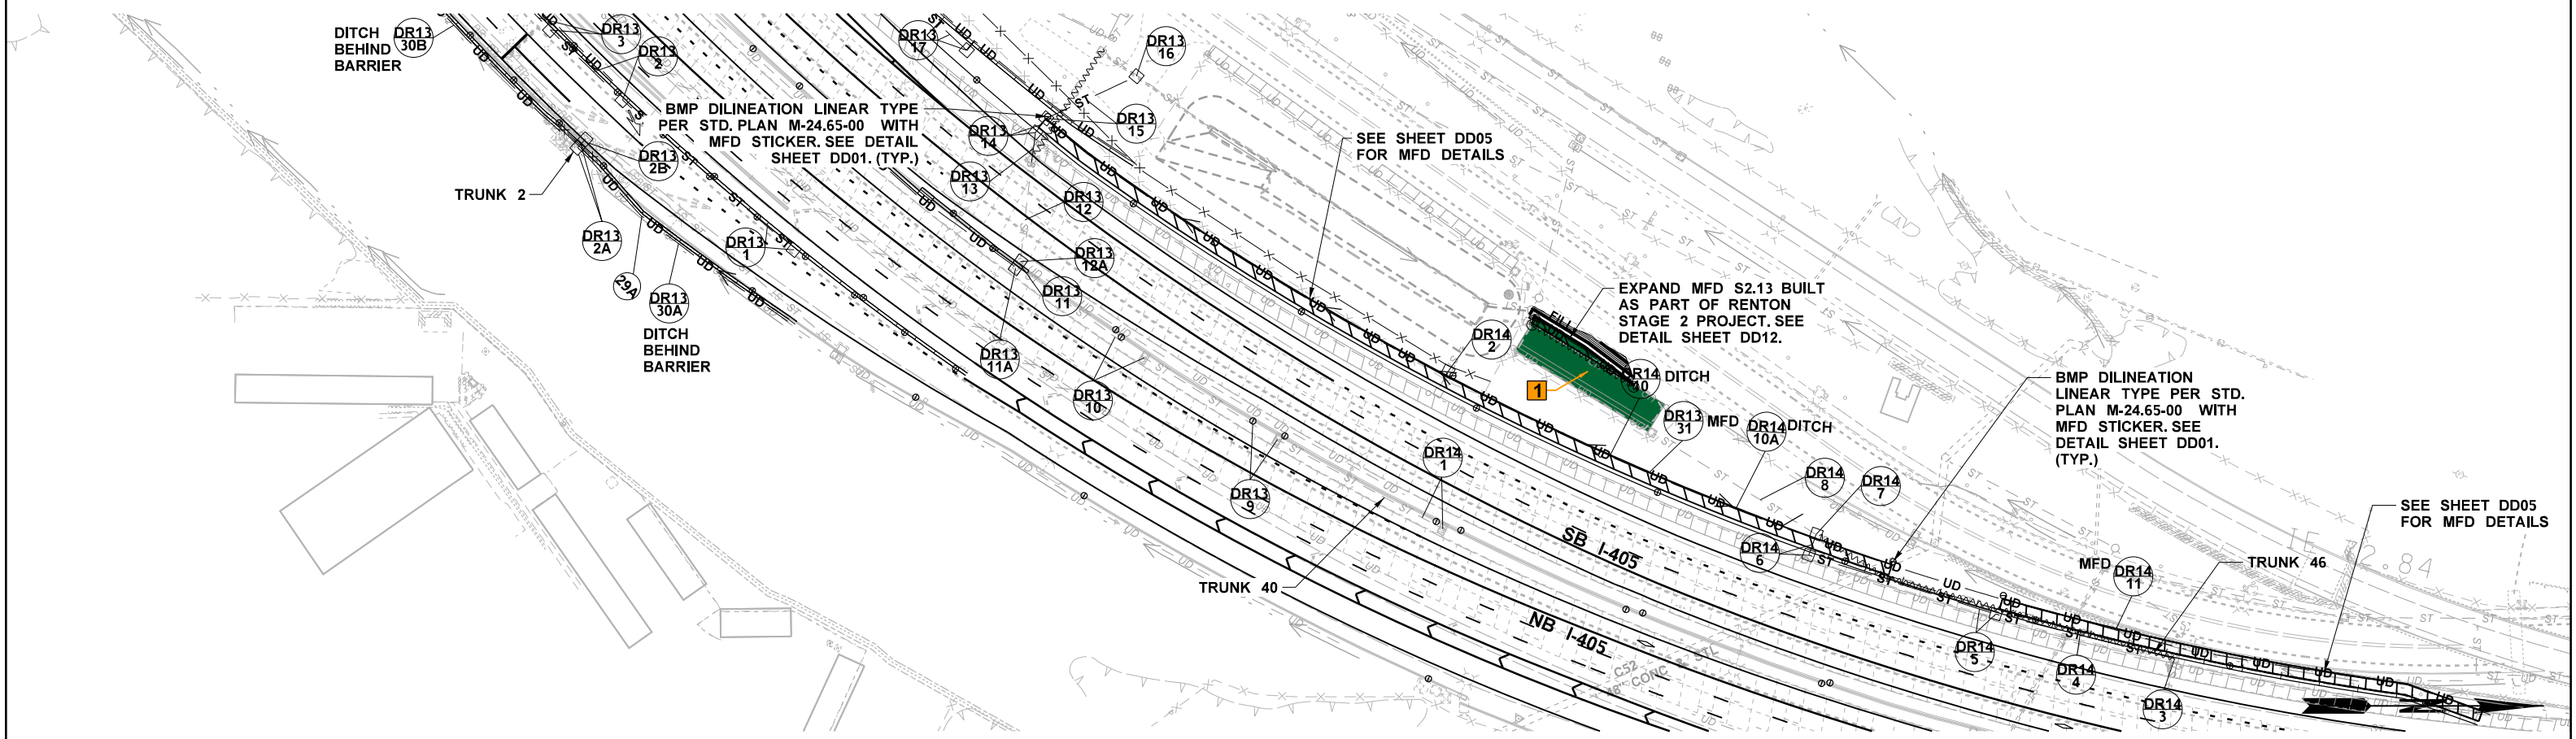 DITCH
BEHIND
BARRIER
DR13
30B
DR13
3
DR13
2
DR13
17
DR13
16
BMP DILINEATION LINEAR TYPE
PER STD. PLAN M-24.65-00 WITH
MFD STICKER. SEE DETAIL
SHEET DD01. (TYP.)
DR13
15
DR13
14
DR13
13
DR13
12
DR13
12A
DR13
11
DR13
11A
DR13
10
DR13
9
DR13
2B
TRUNK 2
DR13
2A
DR13
1
29A
DR13
30A
DITCH
BEHIND
BARRIER
SEE SHEET DD05
FOR MFD DETAILS
EXPAND MFD S2.13 BUILT
AS PART OF RENTON
STAGE 2 PROJECT. SEE
DETAIL SHEET DD12.
FILL
1
DR14
2
DR14
10
DITCH
DR13
31
MFD
DR14
10A
DITCH
DR14
1
DR14
8
DR14
7
DR14
6
BMP DILINEATION
LINEAR TYPE PER STD.
PLAN M-24.65-00 WITH
MFD STICKER. SEE
DETAIL SHEET DD01.
(TYP.)
SEE SHEET DD05
FOR MFD DETAILS
TRUNK 46
MFD
DR14
11
DR14
5
DR14
4
DR14
3
TRUNK 40
SB I-405
NB I-405
C52
48" CONC & STL
UD
ST